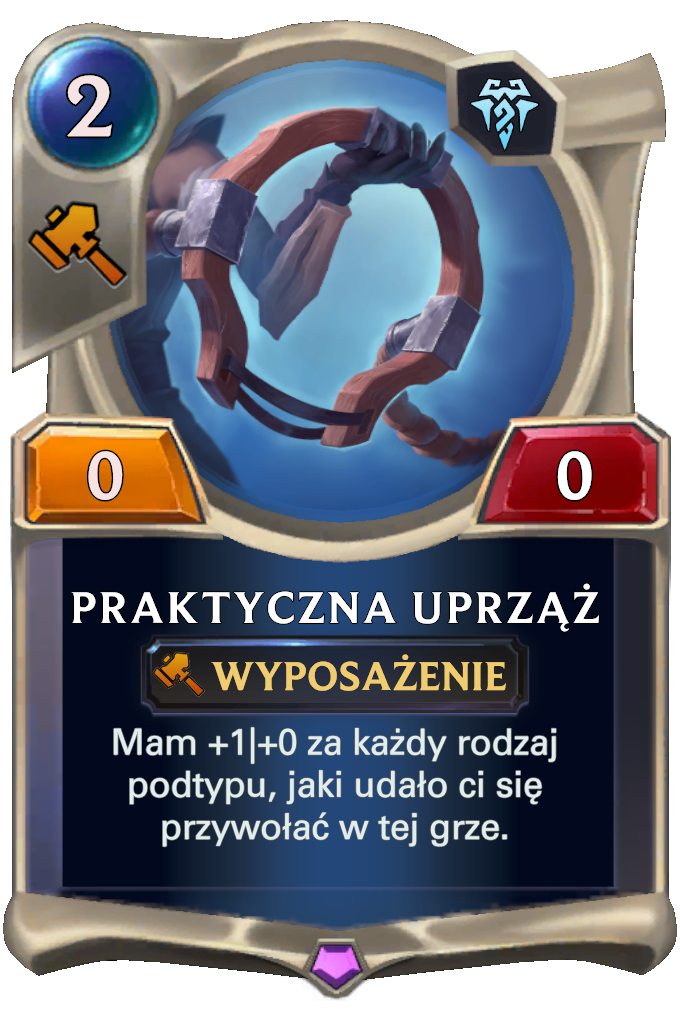 2
0
0
PRAKTYCZNA UPRZĄŻ
WYPOSAŻENIE
Mam +1|+0 za każdy rodzaj
podtypu, jaki udało ci się
przywołać w tej grze.